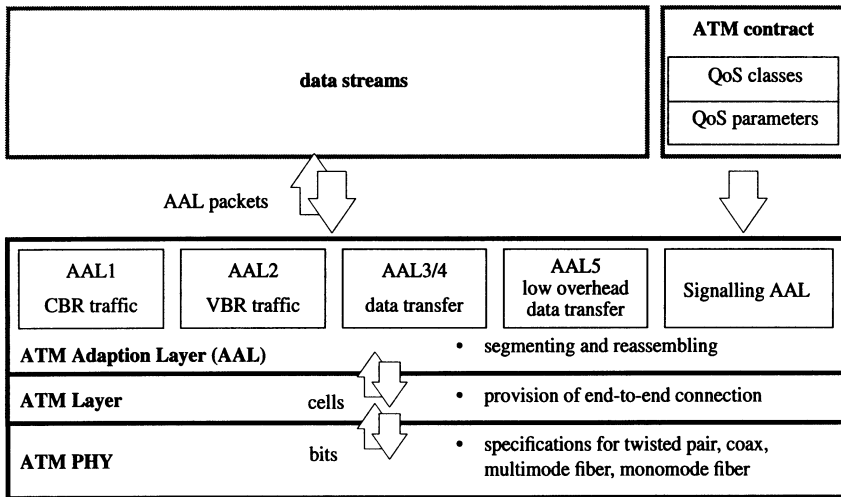 data streams
ATM contract
QoS classes
QoS parameters
AAL packets
AAL1
CBR traffic
AAL2
VBR traffic
AAL3/4
data transfer
AAL5
low overhead
data transfer
Signalling AAL
ATM Adaption Layer (AAL)
• segmenting and reassembling
ATM Layer
cells
• provision of end-to-end connection
ATM PHY
bits
• specifications for twisted pair, coax,
multimode fiber, monomode fiber